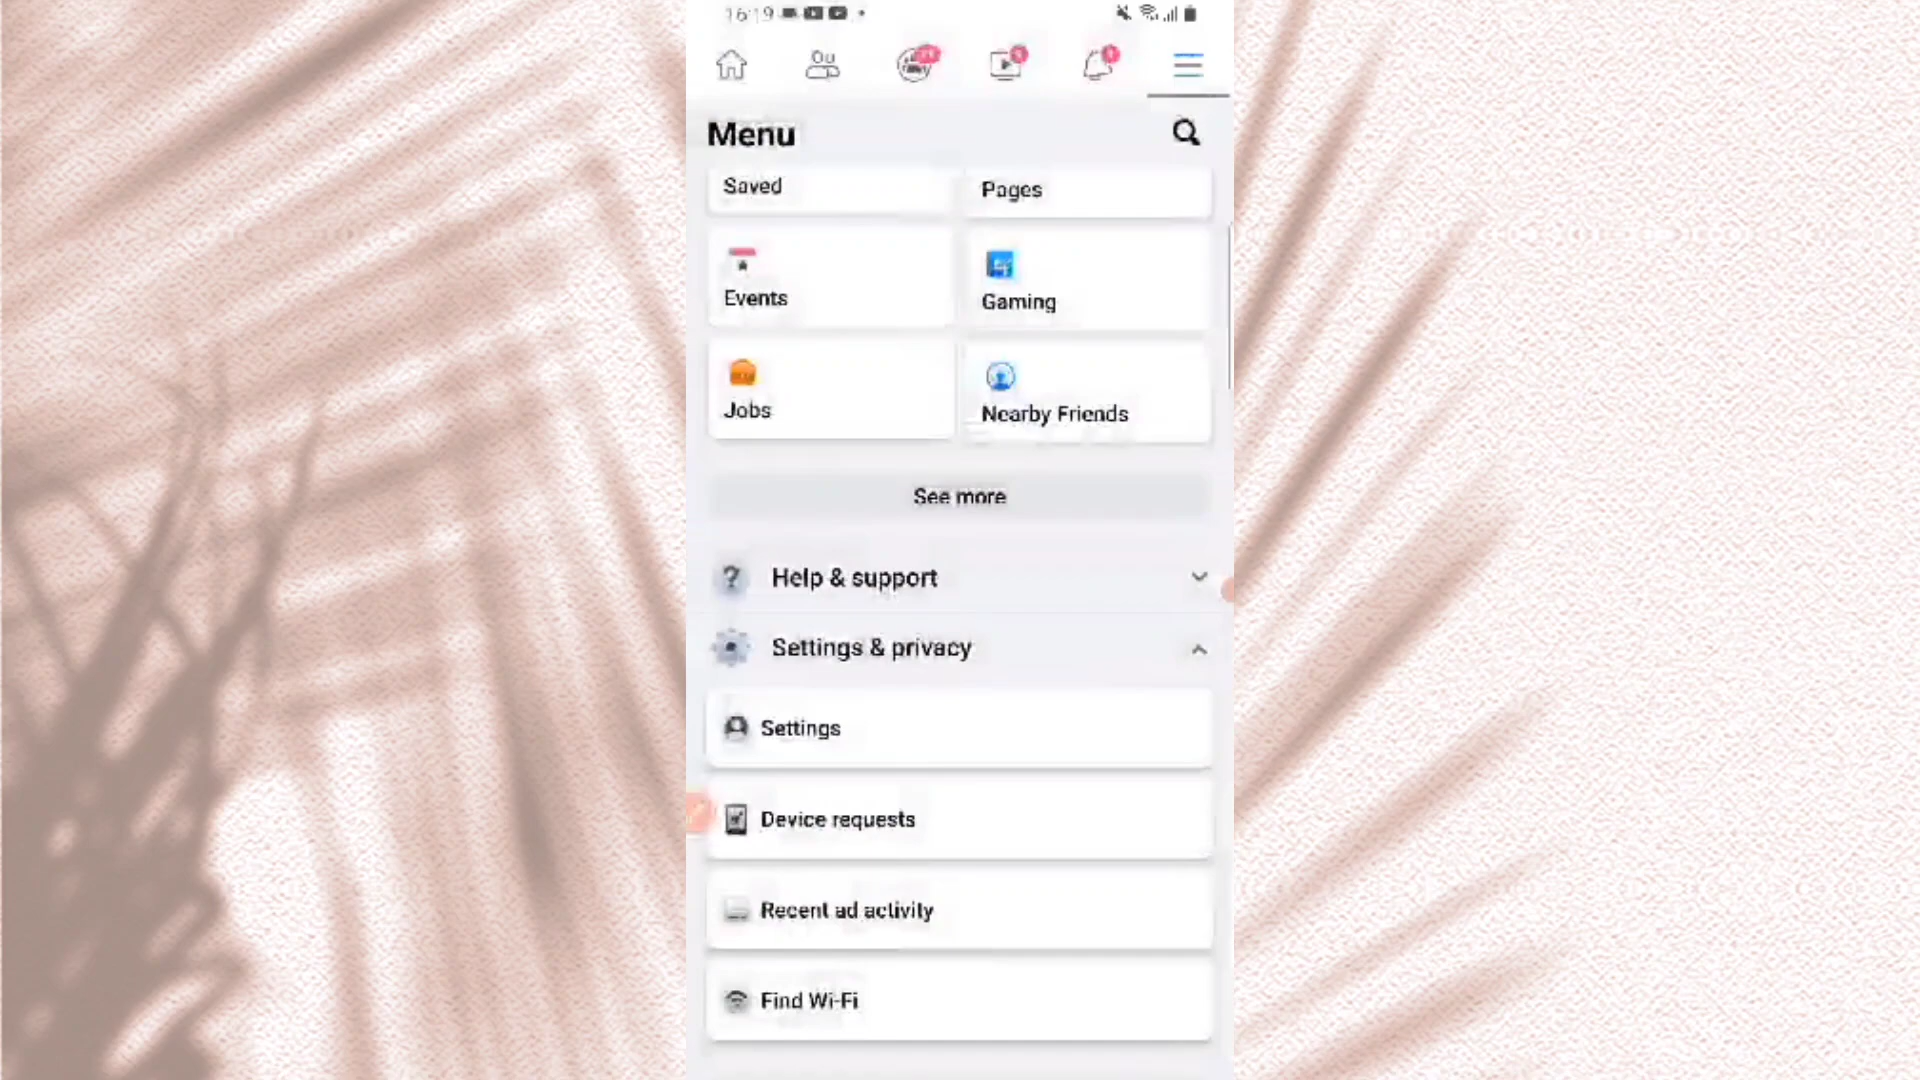 16:19
Menu
Saved
Pages
Events
Gaming
Jobs
Nearby Friends
See more
Help & support
Settings & privacy
Settings
Device requests
Recent ad activity
Find Wi-Fi